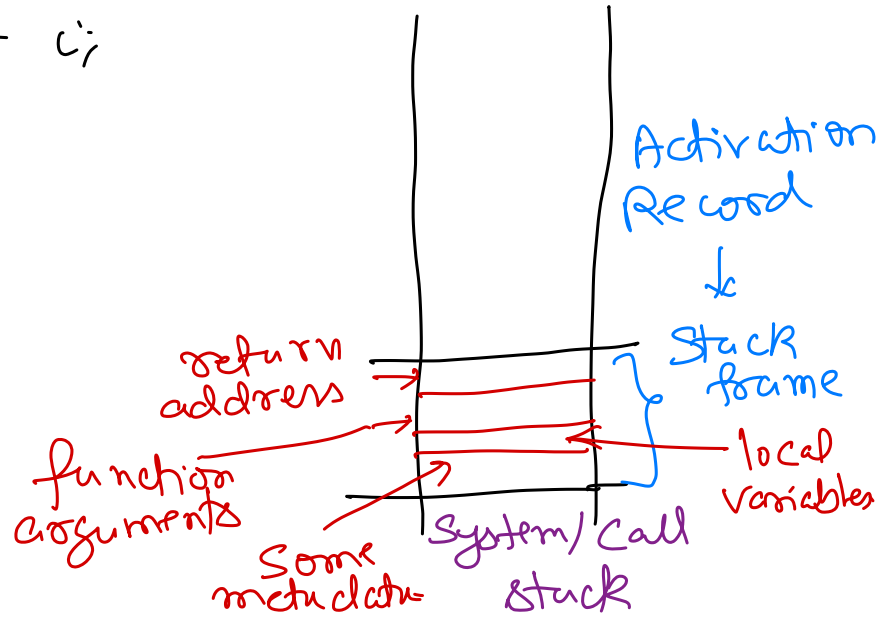 c;
Activation
Record
Stack
frame
return
address
function
arguments
local
variables
Some
metadata
System/Call
stack